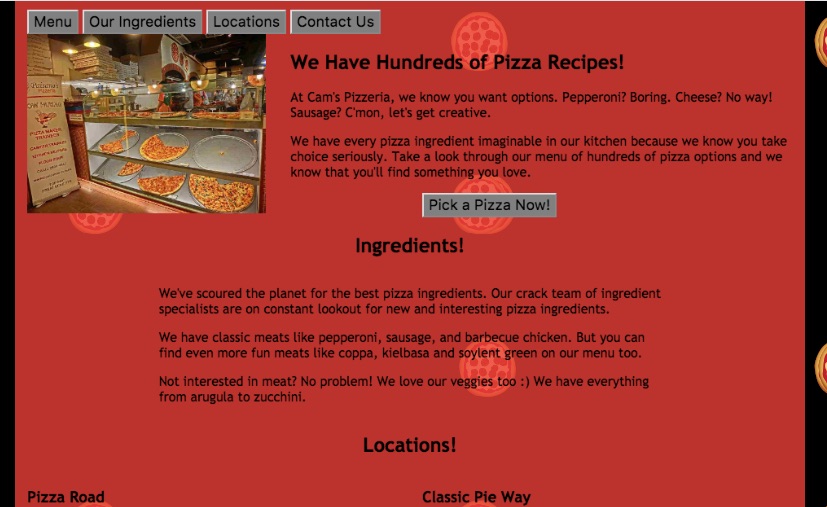 Menu Our Ingredients Locations Contact Us
We Have Hundreds of Pizza Recipes!
At Cam's Pizzeria, we know you want options. Pepperoni? Boring. Cheese? No way!
Sausage? C'mon, let's get creative.
We have every pizza ingredient imaginable in our kitchen because we know you take
choice seriously. Take a look through our menu of hundreds of pizza options and we
know that you'll find something you love.
Pick a Pizza Now!
Ingredients!
We've scoured the planet for the best pizza ingredients. Our crack team of ingredient
specialists are on constant lookout for new and interesting pizza ingredients.
We have classic meats like pepperoni, sausage, and barbecue chicken. But you can
find even more fun meats like coppa, kielbasa and soylent green on our menu too.
Not interested in meat? No problem! We love our veggies too :) We have everything
from arugula to zucchini.
Locations!
Pizza Road Classic Pie Way